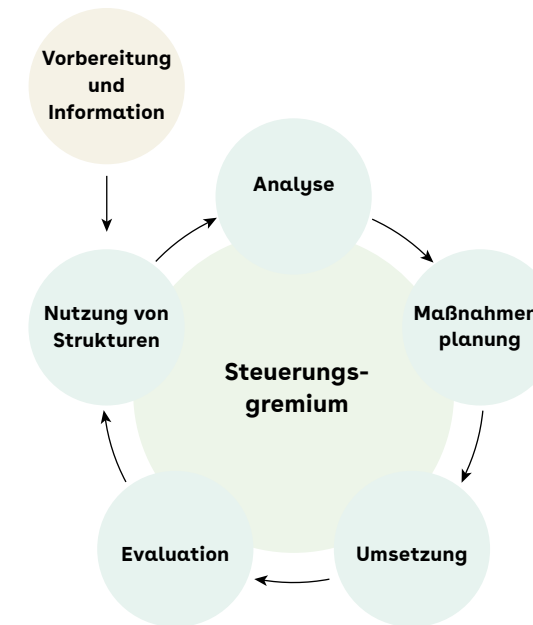 Vorbereitung
und
Information
Analyse
Nutzung von
Strukturen
Maßnahmen
planung
Steuerungs-
gremium
Evaluation
Umsetzung